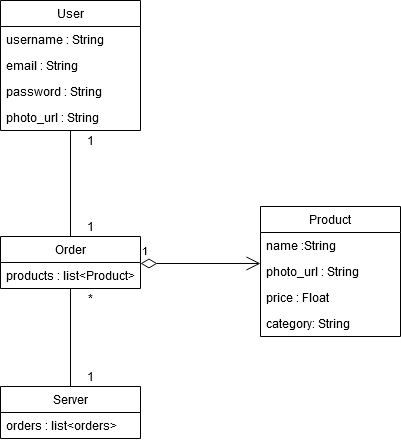 User
username : String
email : String
password : String
photo_url : String
1
1
Order
products : list<Product>
1
*
Product
name :String
photo_url : String
price : Float
category: String
1
Server
orders : list<orders>